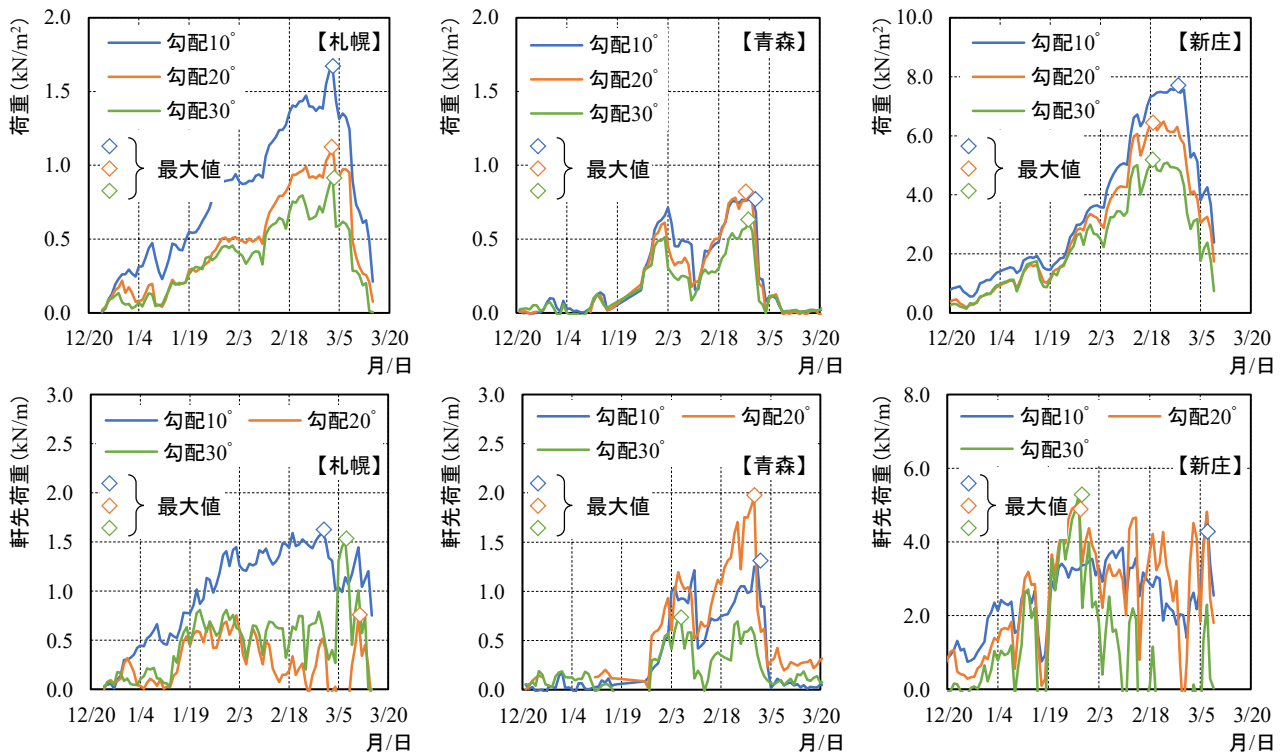 荷重 (kN/m²)
2.0
1.5
1.0
0.5
0.0
勾配10°
勾配20°
勾配30°
最大値
【札幌】
12/20 1/4 1/19 2/3 2/18 3/5 3/20
月/日
荷重 (kN/m²)
2.0
1.5
1.0
0.5
0.0
勾配10°
勾配20°
勾配30°
最大値
【青森】
12/20 1/4 1/19 2/3 2/18 3/5 3/20
月/日
荷重 (kN/m²)
10.0
8.0
6.0
4.0
2.0
0.0
勾配10°
勾配20°
勾配30°
最大値
【新庄】
12/20 1/4 1/19 2/3 2/18 3/5 3/20
月/日
軒先荷重 (kN/m)
3.0
2.5
2.0
1.5
1.0
0.5
0.0
勾配10° 勾配20°
勾配30°
【札幌】
最大値
12/20 1/4 1/19 2/3 2/18 3/5 3/20
月/日
軒先荷重 (kN/m)
3.0
2.5
2.0
1.5
1.0
0.5
0.0
勾配10° 勾配20°
勾配30°
【青森】
最大値
12/20 1/4 1/19 2/3 2/18 3/5 3/20
月/日
軒先荷重 (kN/m)
8.0
6.0
4.0
2.0
0.0
勾配10° 勾配20°
勾配30°
【新庄】
最大値
12/20 1/4 1/19 2/3 2/18 3/5 3/20
月/日